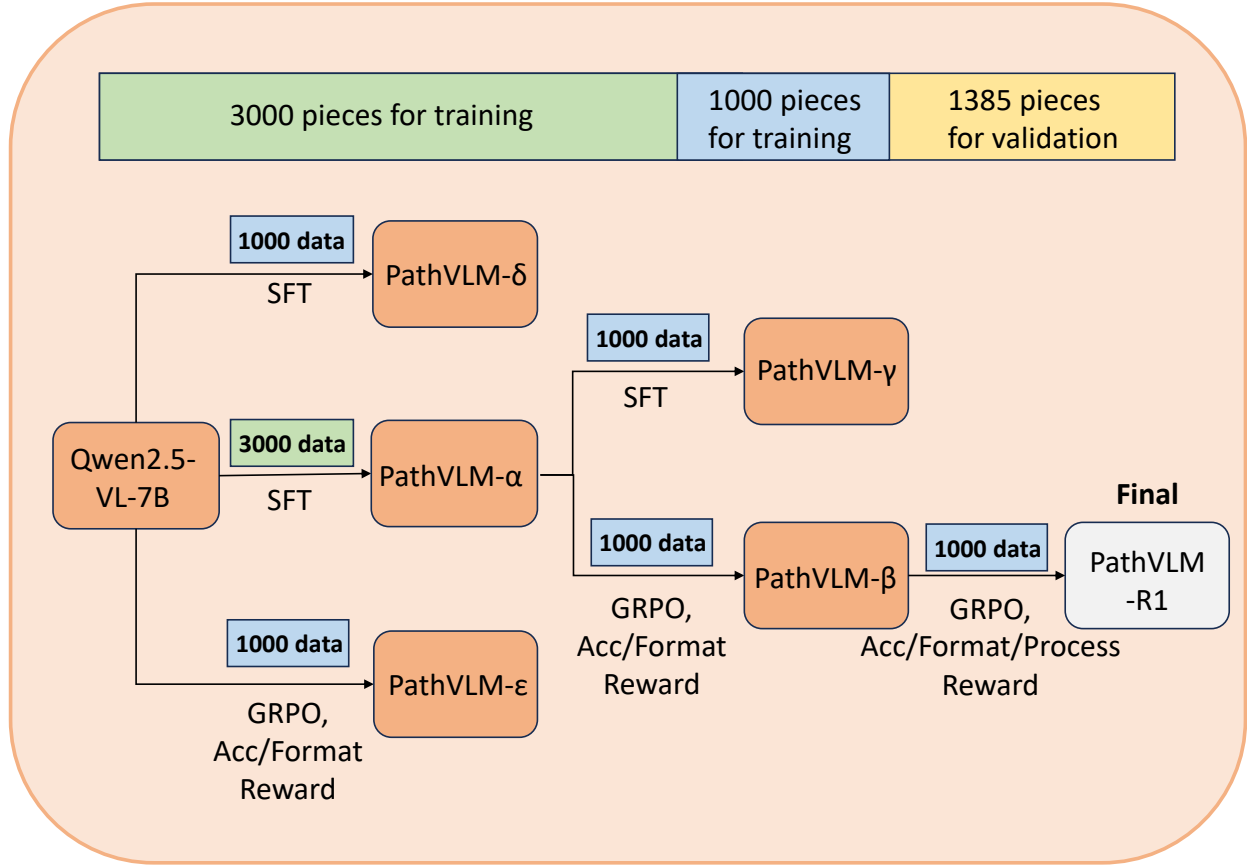 3000 pieces for training
1000 pieces
for training
1385 pieces
for validation
1000 data
SFT
PathVLM-δ
1000 data
SFT
PathVLM-γ
Qwen2.5-
VL-7B
3000 data
SFT
PathVLM-α
1000 data
GRPO,
Acc/Format
Reward
PathVLM-β
1000 data
GRPO,
Acc/Format/Process
Reward
Final
PathVLM
-R1
1000 data
GRPO,
Acc/Format
Reward
PathVLM-ε